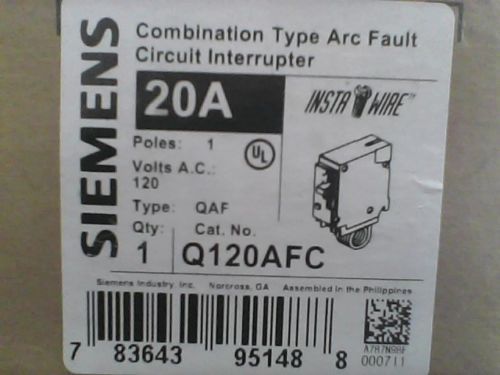 SIEMENS
Combination Type Arc Fault
Circuit Interrupter
20A
INSTA WIRE™
Poles: 1
UL
Volts A.C.:
120
Type: QAF
Qty: Cat. No.
1 Q120AFC
Siemens Industry, Inc. Norcross, GA Assembled in the Philippines
7 83643 95148 8
000711